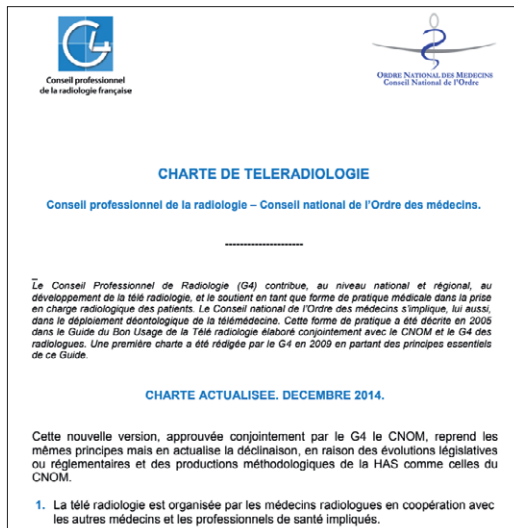 Conseil professionnel
de la radiologie française
ORDRE NATIONAL DES MEDECINS
Conseil National de l'Ordre
CHARTE DE TELERADIOLOGIE
Conseil professionnel de la radiologie – Conseil national de l'Ordre des médecins.
---------------------
Le Conseil Professionnel de Radiologie (G4) contribue, au niveau national et régional, au
développement de la télé radiologie, et le soutient en tant que forme de pratique médicale dans la prise
en charge radiologique des patients. Le Conseil national de l'Ordre des médecins s'implique, lui aussi,
dans le déploiement déontologique de la télémédecine. Cette forme de pratique a été décrite en 2005
dans le Guide du Bon Usage de la Télé radiologie élaboré conjointement avec le CNOM et le G4 des
radiologues. Une première charte a été rédigée par le G4 en 2009 en partant des principes essentiels
de ce Guide.
CHARTE ACTUALISEE. DECEMBRE 2014.
Cette nouvelle version, approuvée conjointement par le G4 le CNOM, reprend les
mêmes principes mais en actualise la déclinaison, en raison des évolutions législatives
ou réglementaires et des productions méthodologiques de la HAS comme celles du
CNOM.
1. La télé radiologie est organisée par les médecins radiologues en coopération avec
les autres médecins et les professionnels de santé impliqués.